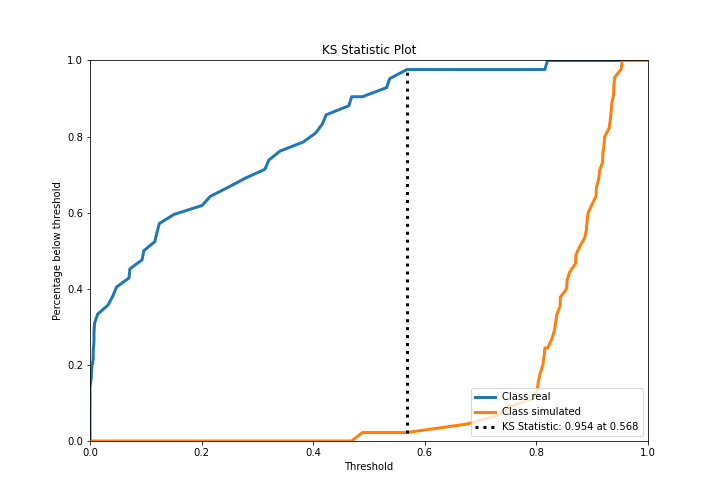 KS Statistic Plot
1.0
0.8
0.6
0.4
0.2
0.0
Percentage below threshold
Class real
Class simulated
KS Statistic: 0.954 at 0.568
0.0 0.2 0.4 0.6 0.8 1.0
Threshold